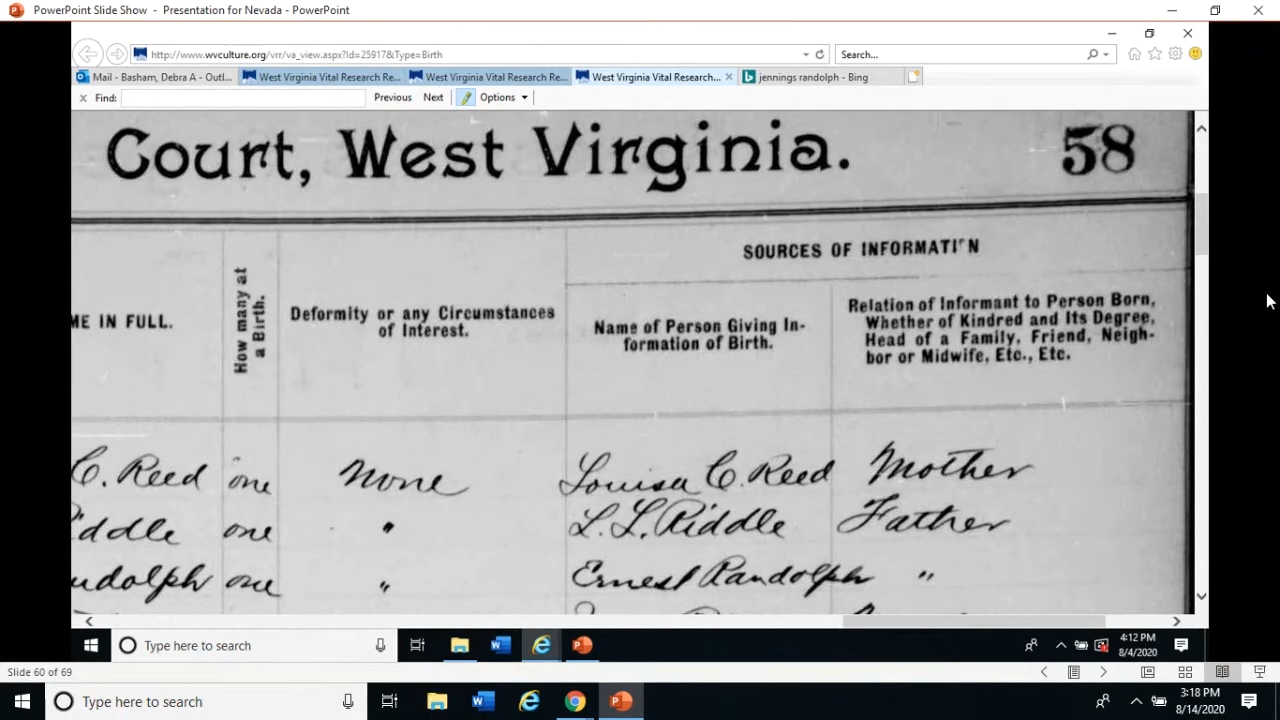 PowerPoint Slide Show - Presentation for Nevada - PowerPoint
http://www.wvculture.org/vrr/va_view.aspx?Id=25917&Type=Birth
Search...
Mail - Basham, Debra A - Outl...
West Virginia Vital Research Re...
West Virginia Vital Research Re...
West Virginia Vital Research...
jennings randolph - Bing
x Find:
Previous
Next
Options
Court, West Virginia.
58
SOURCES OF INFORMATI N
ME IN FULL.
How many at
a Birth.
Deformity or any Circumstances
of Interest.
Name of Person Giving In-
formation of Birth.
Relation of Informant to Person Born,
Whether of Kindred and Its Degree,
Head of a Family, Friend, Neigh-
bor or Midwife, Etc., Etc.
C. Reed one None Louisa C. Reed Mother
iddle one " L. L. Riddle Father
ndolph one " Ernest Randolph "
Type here to search
4:12 PM
8/4/2020
Slide 60 of 69
Type here to search
3:18 PM
8/14/2020